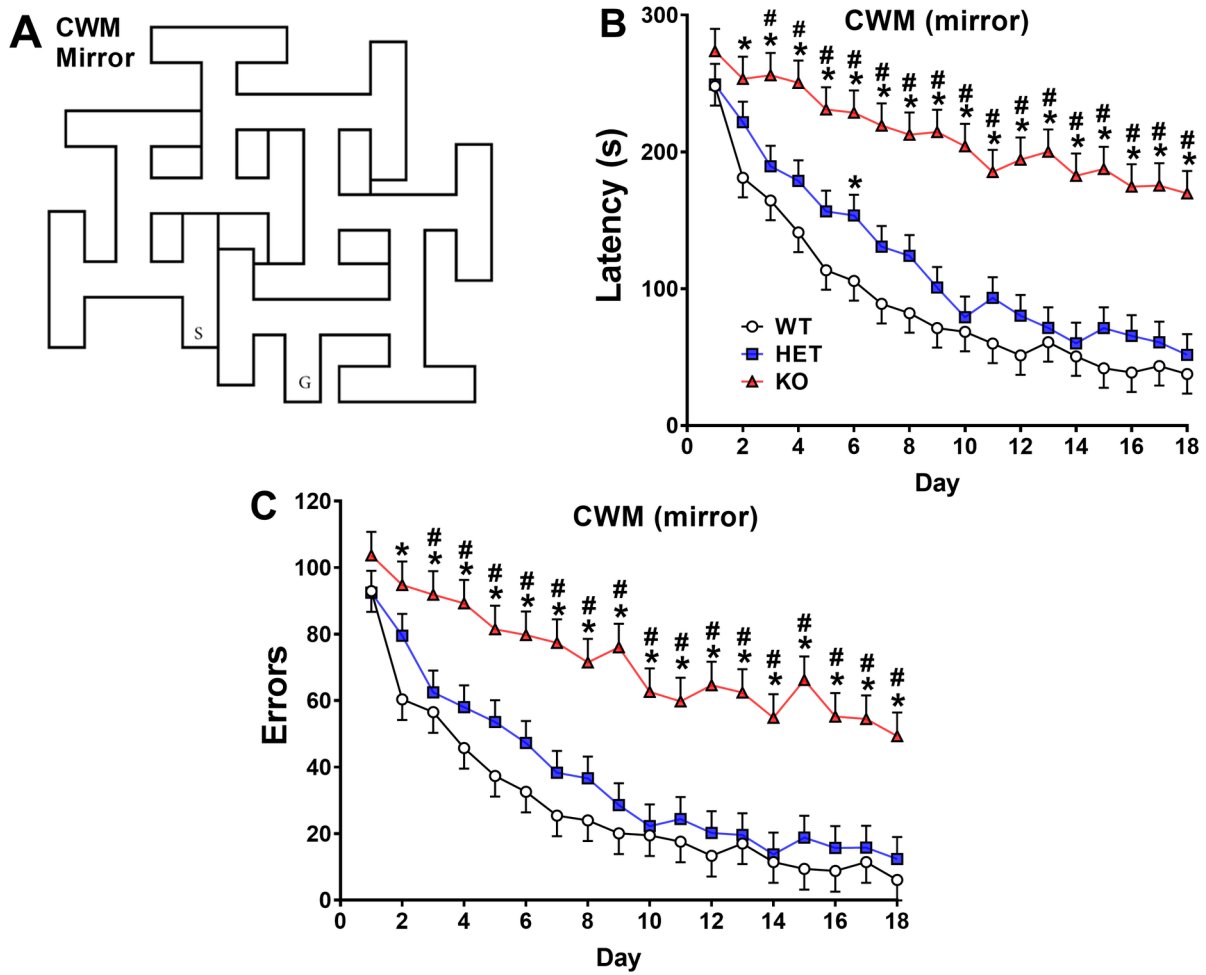 A
CWM
Mirror
S
G
B
CWM (mirror)
Latency (s)
300
200
100
0
# # # # # # # # # # # # # # # #
* * * * * * * * * * * * * * * * *
*
WT
HET
KO
0 2 4 6 8 10 12 14 16 18
Day
C
CWM (mirror)
Errors
120
100
80
60
40
20
0
# # # # # # # # # # # # # # # #
* * * * * * * * * * * * * * * * *
0 2 4 6 8 10 12 14 16 18
Day